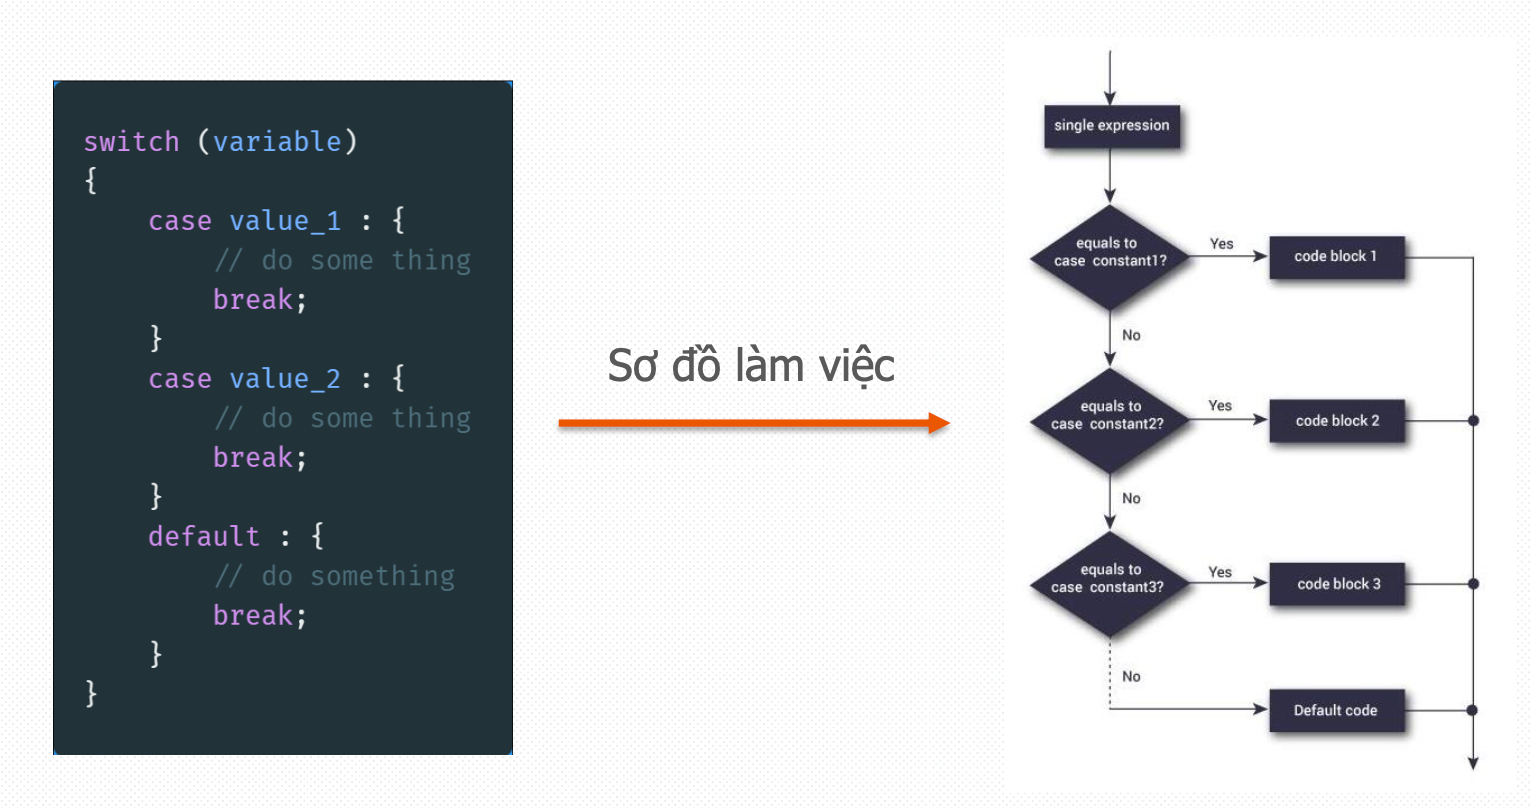 switch (variable)
{
case value_1 : {
// do some thing
break;
}
case value_2 : {
// do some thing
break;
}
default : {
// do something
break;
}
}
Sơ đồ làm việc
single expression
equals to
case constant1?
Yes
code block 1
No
equals to
case constant2?
Yes
code block 2
No
equals to
case constant3?
Yes
code block 3
No
Default code